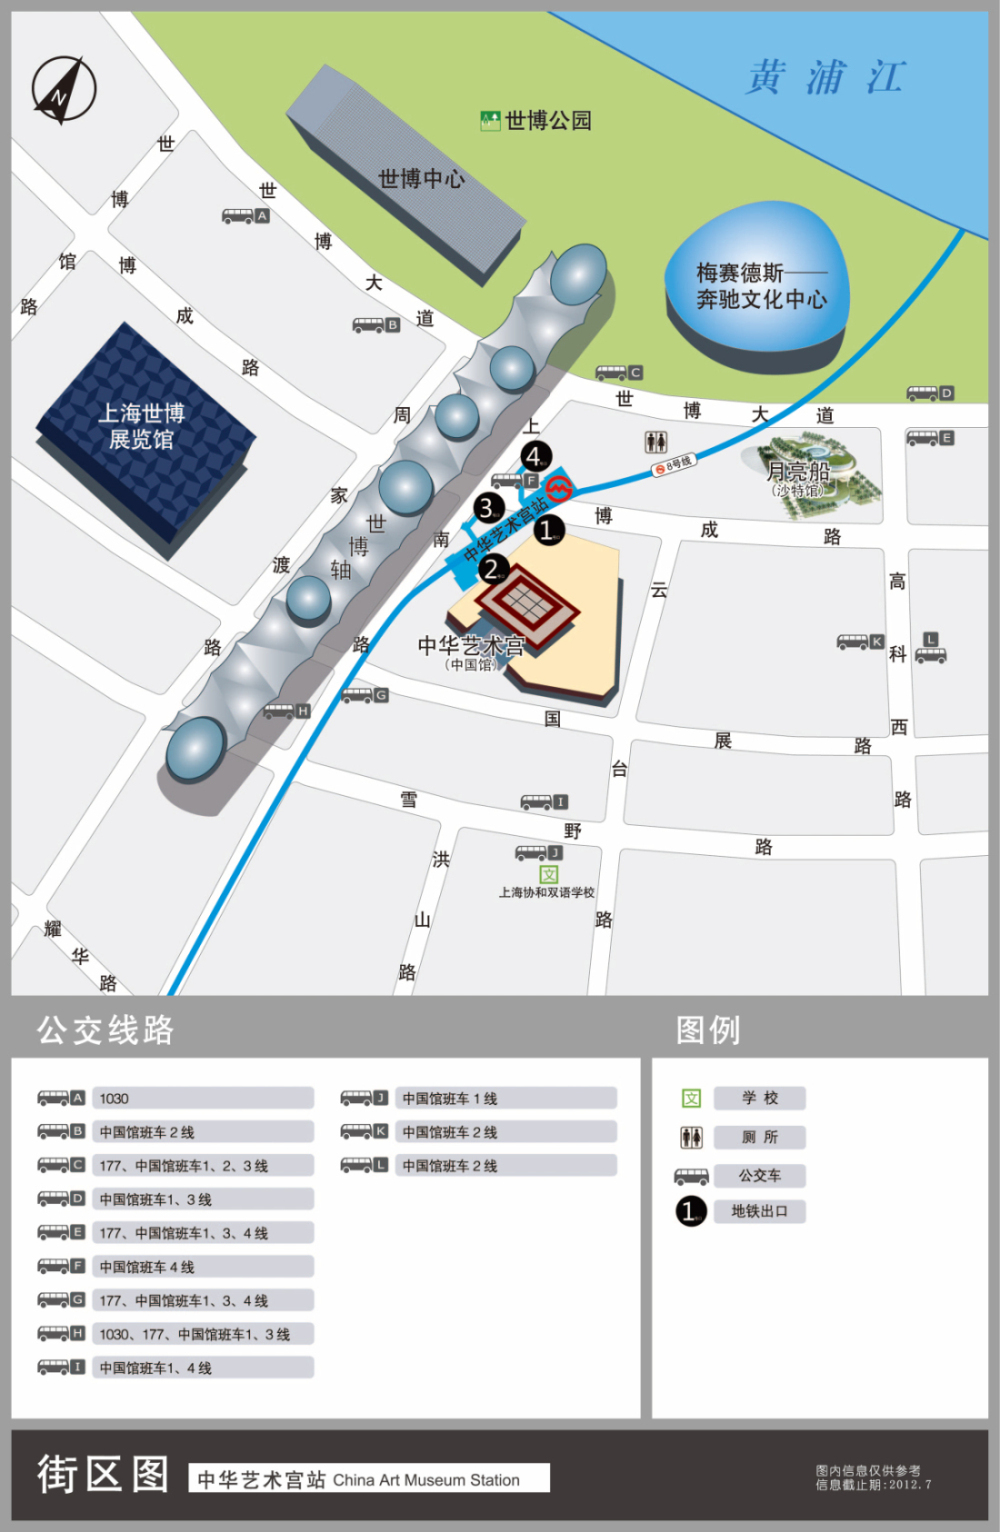 N
黄浦江
世博公园
世博中心
梅赛德斯——
奔驰文化中心
世博馆路
世博大道
博成路
A
B
C
D
E
上海世博
展览馆
周家渡路
世博轴
上南路
4
F
3
1
2
中华艺术宫站
8号线
世博大道
月亮船
(沙特馆)
博成路
云台路
高科西路
中华艺术宫
(中国馆)
K
L
G
H
国展路
雪野路
I
J
文
上海协和双语学校
洪山路
耀华路
公交线路
A 1030
B 中国馆班车 2 线
C 177、中国馆班车1、2、3 线
D 中国馆班车1、3 线
E 177、中国馆班车1、3、4 线
F 中国馆班车 4 线
G 177、中国馆班车1、3、4 线
H 1030、177、中国馆班车1、3 线
I 中国馆班车1、4 线
J 中国馆班车 1 线
K 中国馆班车 2 线
L 中国馆班车 2 线
图例
文 学 校
厕 所
公交车
1 地铁出口
街区图
中华艺术宫站 China Art Museum Station
图内信息仅供参考
信息截止期:2012.7